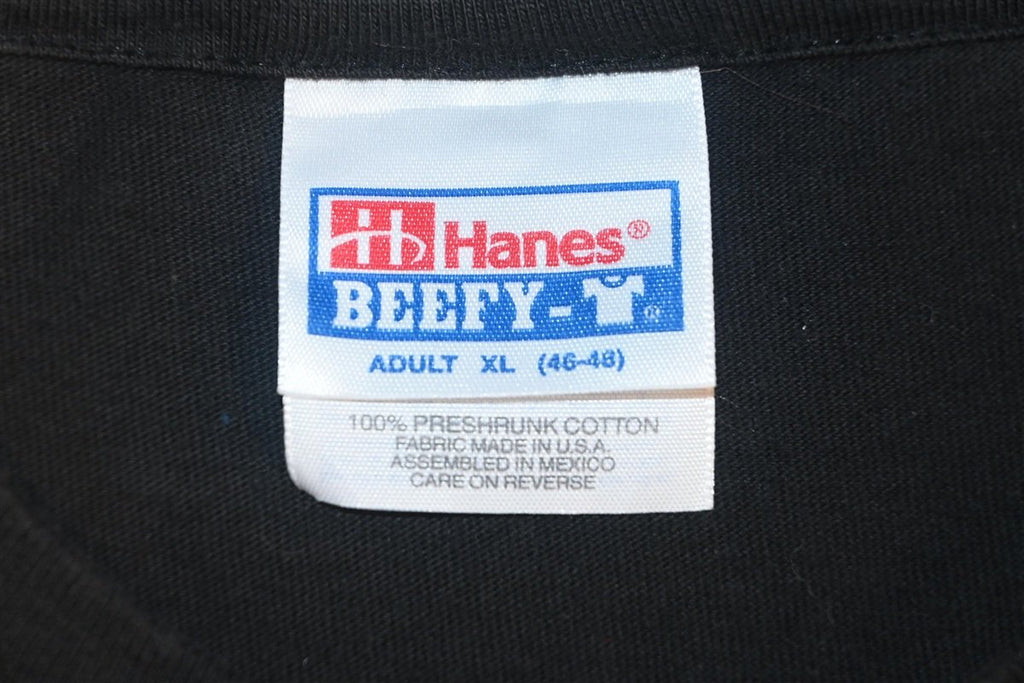 H Hanes®
BEEFY-T®
ADULT XL (46-48)
100% PRESHRUNK COTTON
FABRIC MADE IN U.S.A.
ASSEMBLED IN MEXICO
CARE ON REVERSE